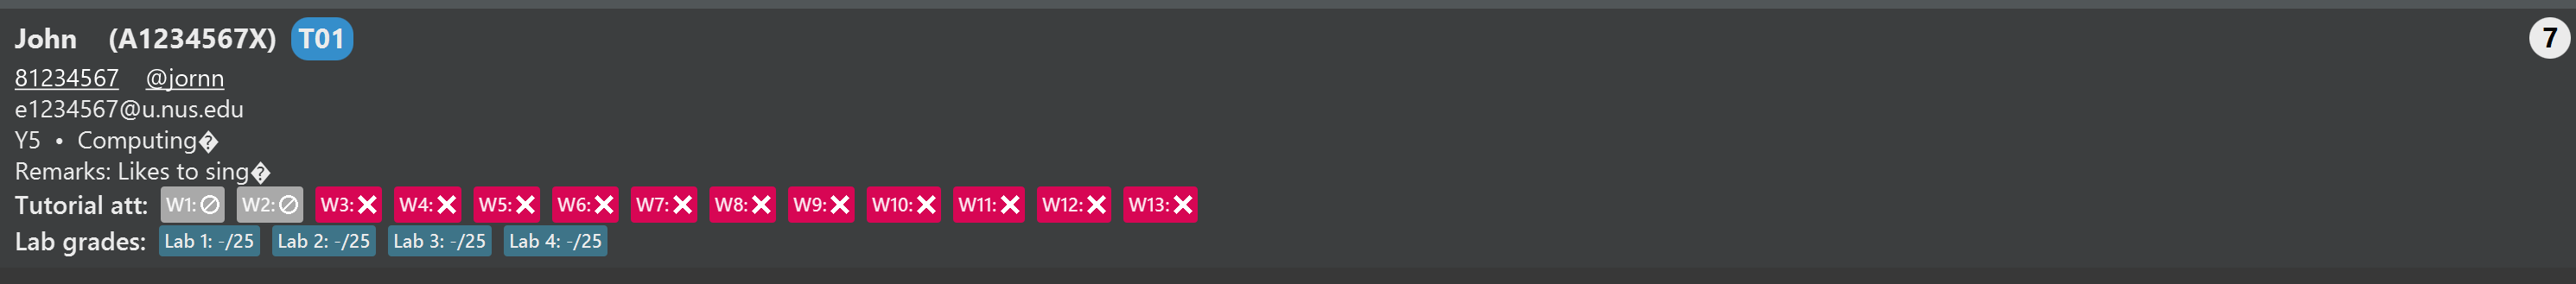 John (A1234567X) T01 7
81234567 @jornn
e1234567@u.nus.edu
Y5 • Computing�
Remarks: Likes to sing�
Tutorial att: W1:⊘ W2:⊘ W3:✕ W4:✕ W5:✕ W6:✕ W7:✕ W8:✕ W9:✕ W10:✕ W11:✕ W12:✕ W13:✕
Lab grades: Lab 1: -/25 Lab 2: -/25 Lab 3: -/25 Lab 4: -/25